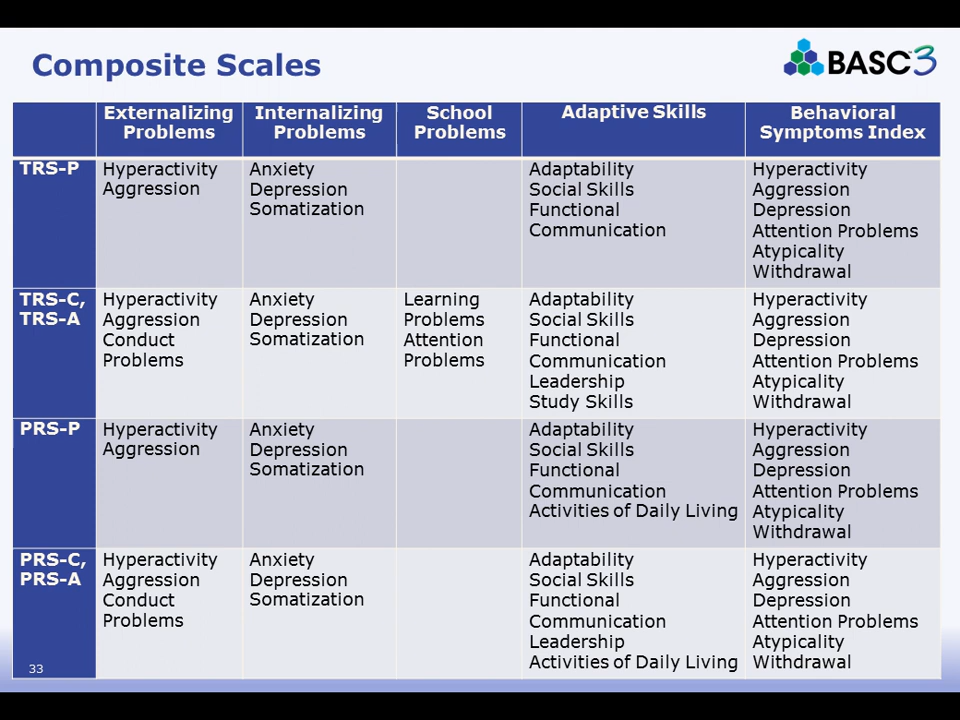 Composite Scales
BASC™3
Externalizing
Problems
Internalizing
Problems
School
Problems
Adaptive Skills
Behavioral
Symptoms Index
TRS-P
Hyperactivity
Aggression
Anxiety
Depression
Somatization
Adaptability
Social Skills
Functional
Communication
Hyperactivity
Aggression
Depression
Attention Problems
Atypicality
Withdrawal
TRS-C,
TRS-A
Hyperactivity
Aggression
Conduct
Problems
Anxiety
Depression
Somatization
Learning
Problems
Attention
Problems
Adaptability
Social Skills
Functional
Communication
Leadership
Study Skills
Hyperactivity
Aggression
Depression
Attention Problems
Atypicality
Withdrawal
PRS-P
Hyperactivity
Aggression
Anxiety
Depression
Somatization
Adaptability
Social Skills
Functional
Communication
Activities of Daily Living
Hyperactivity
Aggression
Depression
Attention Problems
Atypicality
Withdrawal
PRS-C,
PRS-A
Hyperactivity
Aggression
Conduct
Problems
Anxiety
Depression
Somatization
Adaptability
Social Skills
Functional
Communication
Leadership
Activities of Daily Living
Hyperactivity
Aggression
Depression
Attention Problems
Atypicality
Withdrawal
33